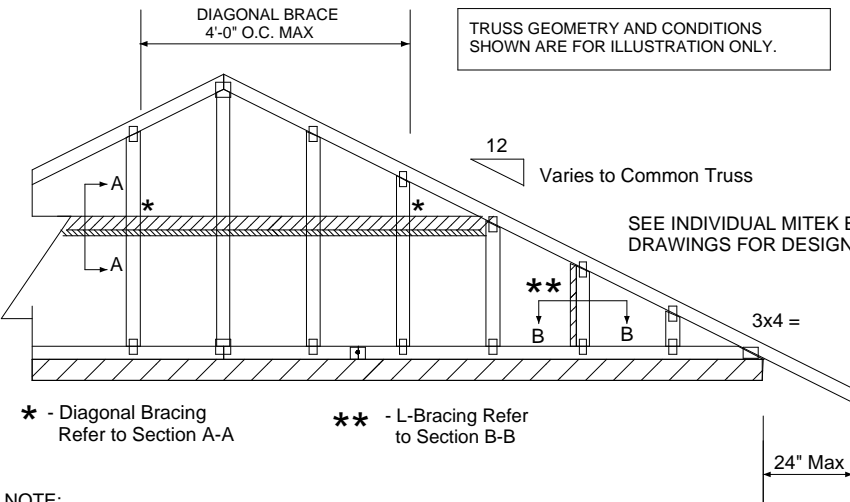 DIAGONAL BRACE
4'-0" O.C. MAX
TRUSS GEOMETRY AND CONDITIONS
SHOWN ARE FOR ILLUSTRATION ONLY.
12
Varies to Common Truss
A
*
*
SEE INDIVIDUAL MITEK
DRAWINGS FOR DESIGN
A
**
B
B
3x4 =
* - Diagonal Bracing
Refer to Section A-A
** - L-Bracing Refer
to Section B-B
24" Max
NOTE: